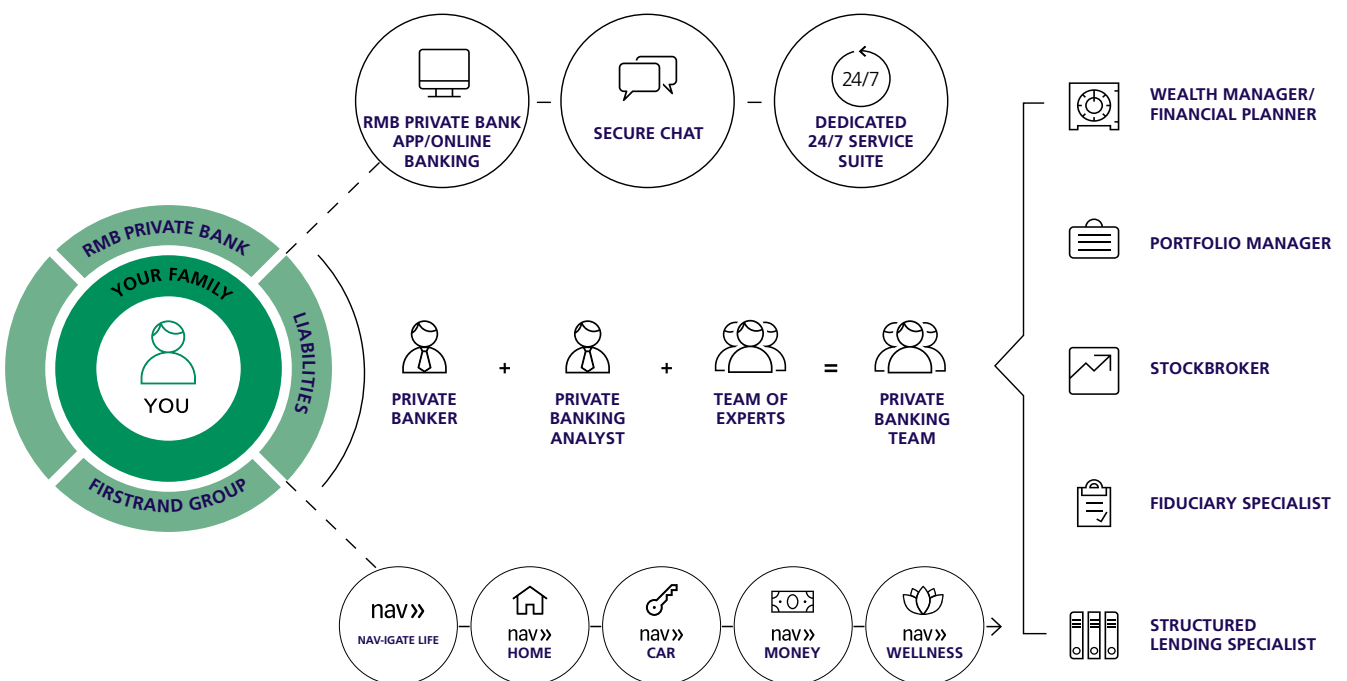 24/7
RMB PRIVATE BANK
APP/ONLINE
BANKING
SECURE CHAT
DEDICATED
24/7 SERVICE
SUITE
RMB PRIVATE BANK
YOUR FAMILY
YOU
LIABILITIES
FIRSTRAND GROUP
PRIVATE
BANKER
+
PRIVATE
BANKING
ANALYST
+
TEAM OF
EXPERTS
=
PRIVATE
BANKING
TEAM
nav»
NAV-IGATE LIFE
nav»
HOME
nav»
CAR
nav»
MONEY
nav»
WELLNESS
WEALTH MANAGER/
FINANCIAL PLANNER
PORTFOLIO MANAGER
STOCKBROKER
FIDUCIARY SPECIALIST
STRUCTURED
LENDING SPECIALIST